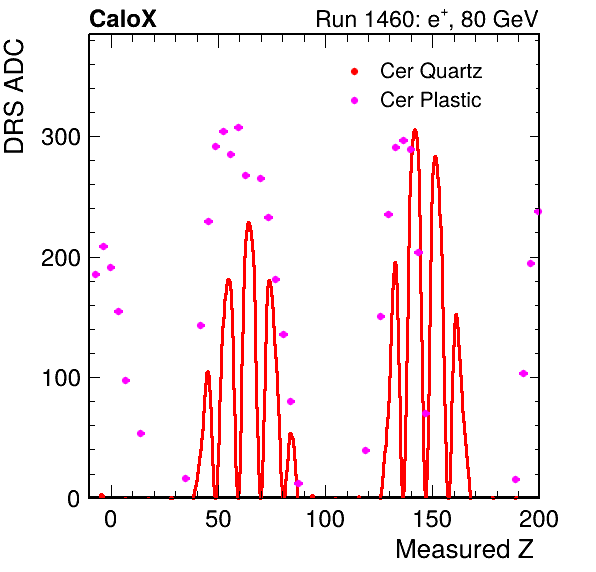 CaloX Run 1460: e⁺, 80 GeV
DRS ADC
Cer Quartz
Cer Plastic
300
200
100
0
0 50 100 150 200
Measured Z